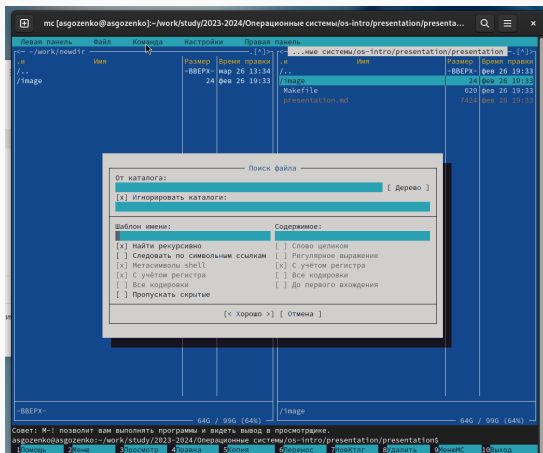 mc [asgozenko@asgozenko]:~/work/study/2023-2024/Операционные системы/os-intro/presentation/presenta...
Левая панель Файл Команда Настройки Правая панель
<— ~/work/newdir .[^]> <— ...ные системы/os-intro/presentation/presentation .[^]>
.и Имя Размер Время правки .и Имя Размер Время правки
/.. -ВВЕРХ- мар 26 13:34 /.. -ВВЕРХ- фев 26 19:33
/image 24 фев 26 19:33 /image 24 фев 26 19:33
Makefile 620 фев 26 19:33
presentation.md 7424 фев 26 19:33
Поиск файла
От каталога:
[ Дерево ]
[x] Игнорировать каталоги:
Шаблон имени: Содержимое:
[x] Найти рекурсивно [ ] Слово целиком
[ ] Следовать по символьным ссылкам [ ] Регулярное выражение
[x] Метасимволы shell [x] С учётом регистра
[x] С учётом регистра [ ] Все кодировки
[ ] Все кодировки [ ] До первого вхождения
[ ] Пропускать скрытые
[< Хорошо >] [ Отмена ]
-ВВЕРХ- /image
64G / 99G (64%) 64G / 99G (64%)
Совет: M-! позволит вам выполнять программы и видеть вывод в просмотрщике.
asgozenko@asgozenko:~/work/study/2023-2024/Операционные системы/os-intro/presentation/presentation$
1Помощь 2Меню 3Просмотр 4Правка 5Копия 6Перенос 7НовКтлг 8Удалить 9МенюMC 10Выход